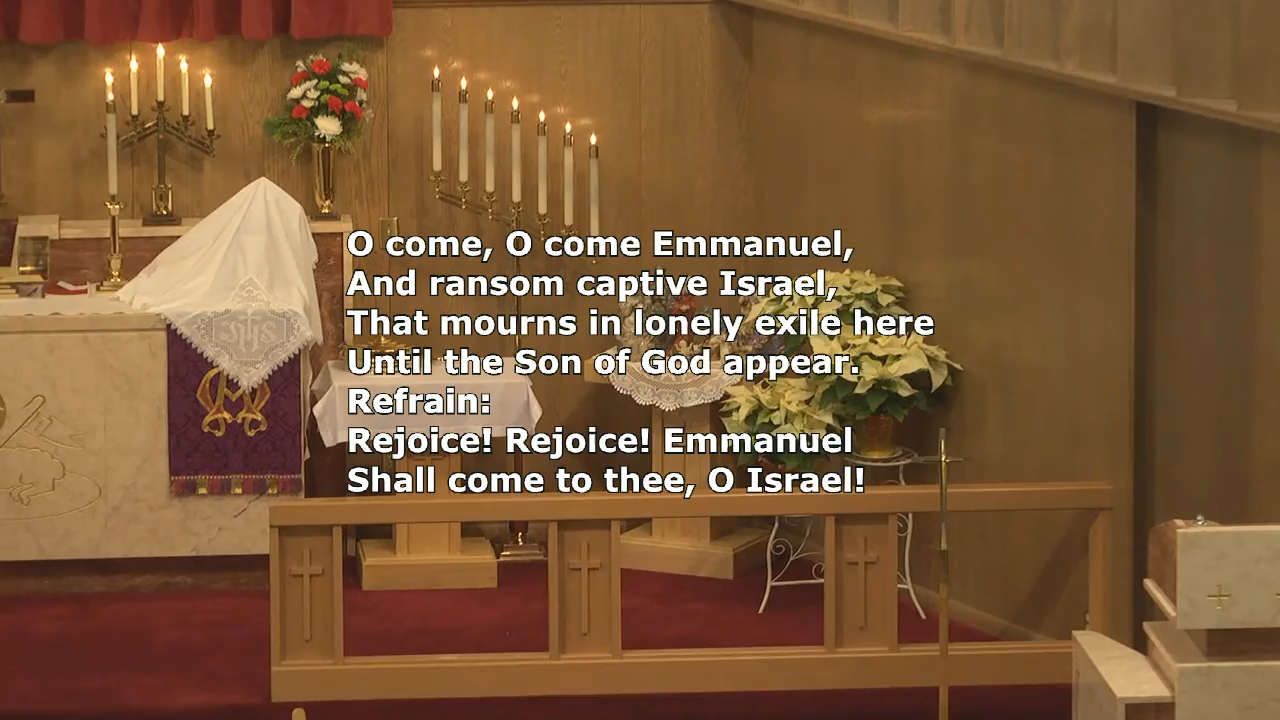 O come, O come Emmanuel,
And ransom captive Israel,
That mourns in lonely exile here
Until the Son of God appear.
Refrain:
Rejoice! Rejoice! Emmanuel
Shall come to thee, O Israel!